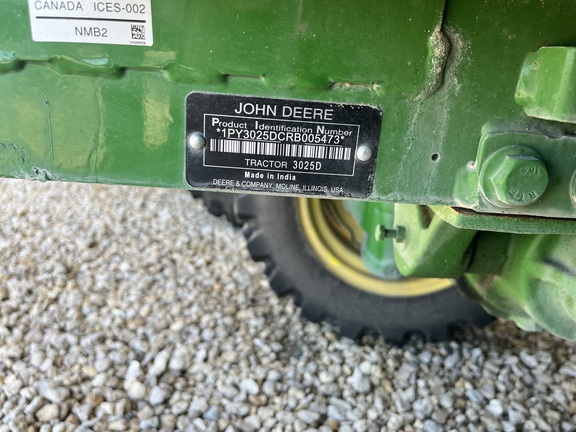 CANADA ICES-002
NMB2
JOHN DEERE
Product Identification Number
*1PY3025DCRB005473*
TRACTOR 3025D
Made in India
DEERE & COMPANY, MOLINE, ILLINOIS, USA